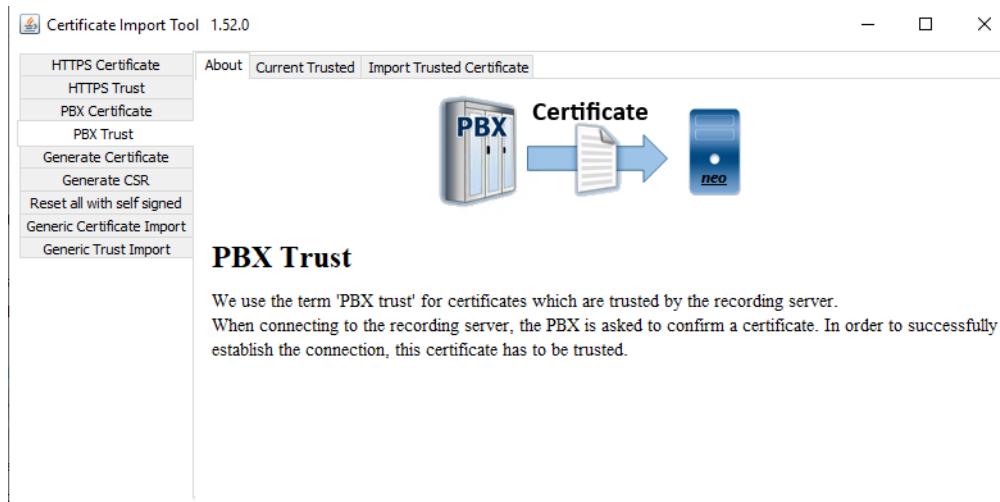 Certificate Import Tool 1.52.0
HTTPS Certificate
HTTPS Trust
PBX Certificate
PBX Trust
Generate Certificate
Generate CSR
Reset all with self signed
Generic Certificate Import
Generic Trust Import
About Current Trusted Import Trusted Certificate
PBX
Certificate
neo
PBX Trust
We use the term 'PBX trust' for certificates which are trusted by the recording server.
When connecting to the recording server, the PBX is asked to confirm a certificate. In order to successfully
establish the connection, this certificate has to be trusted.